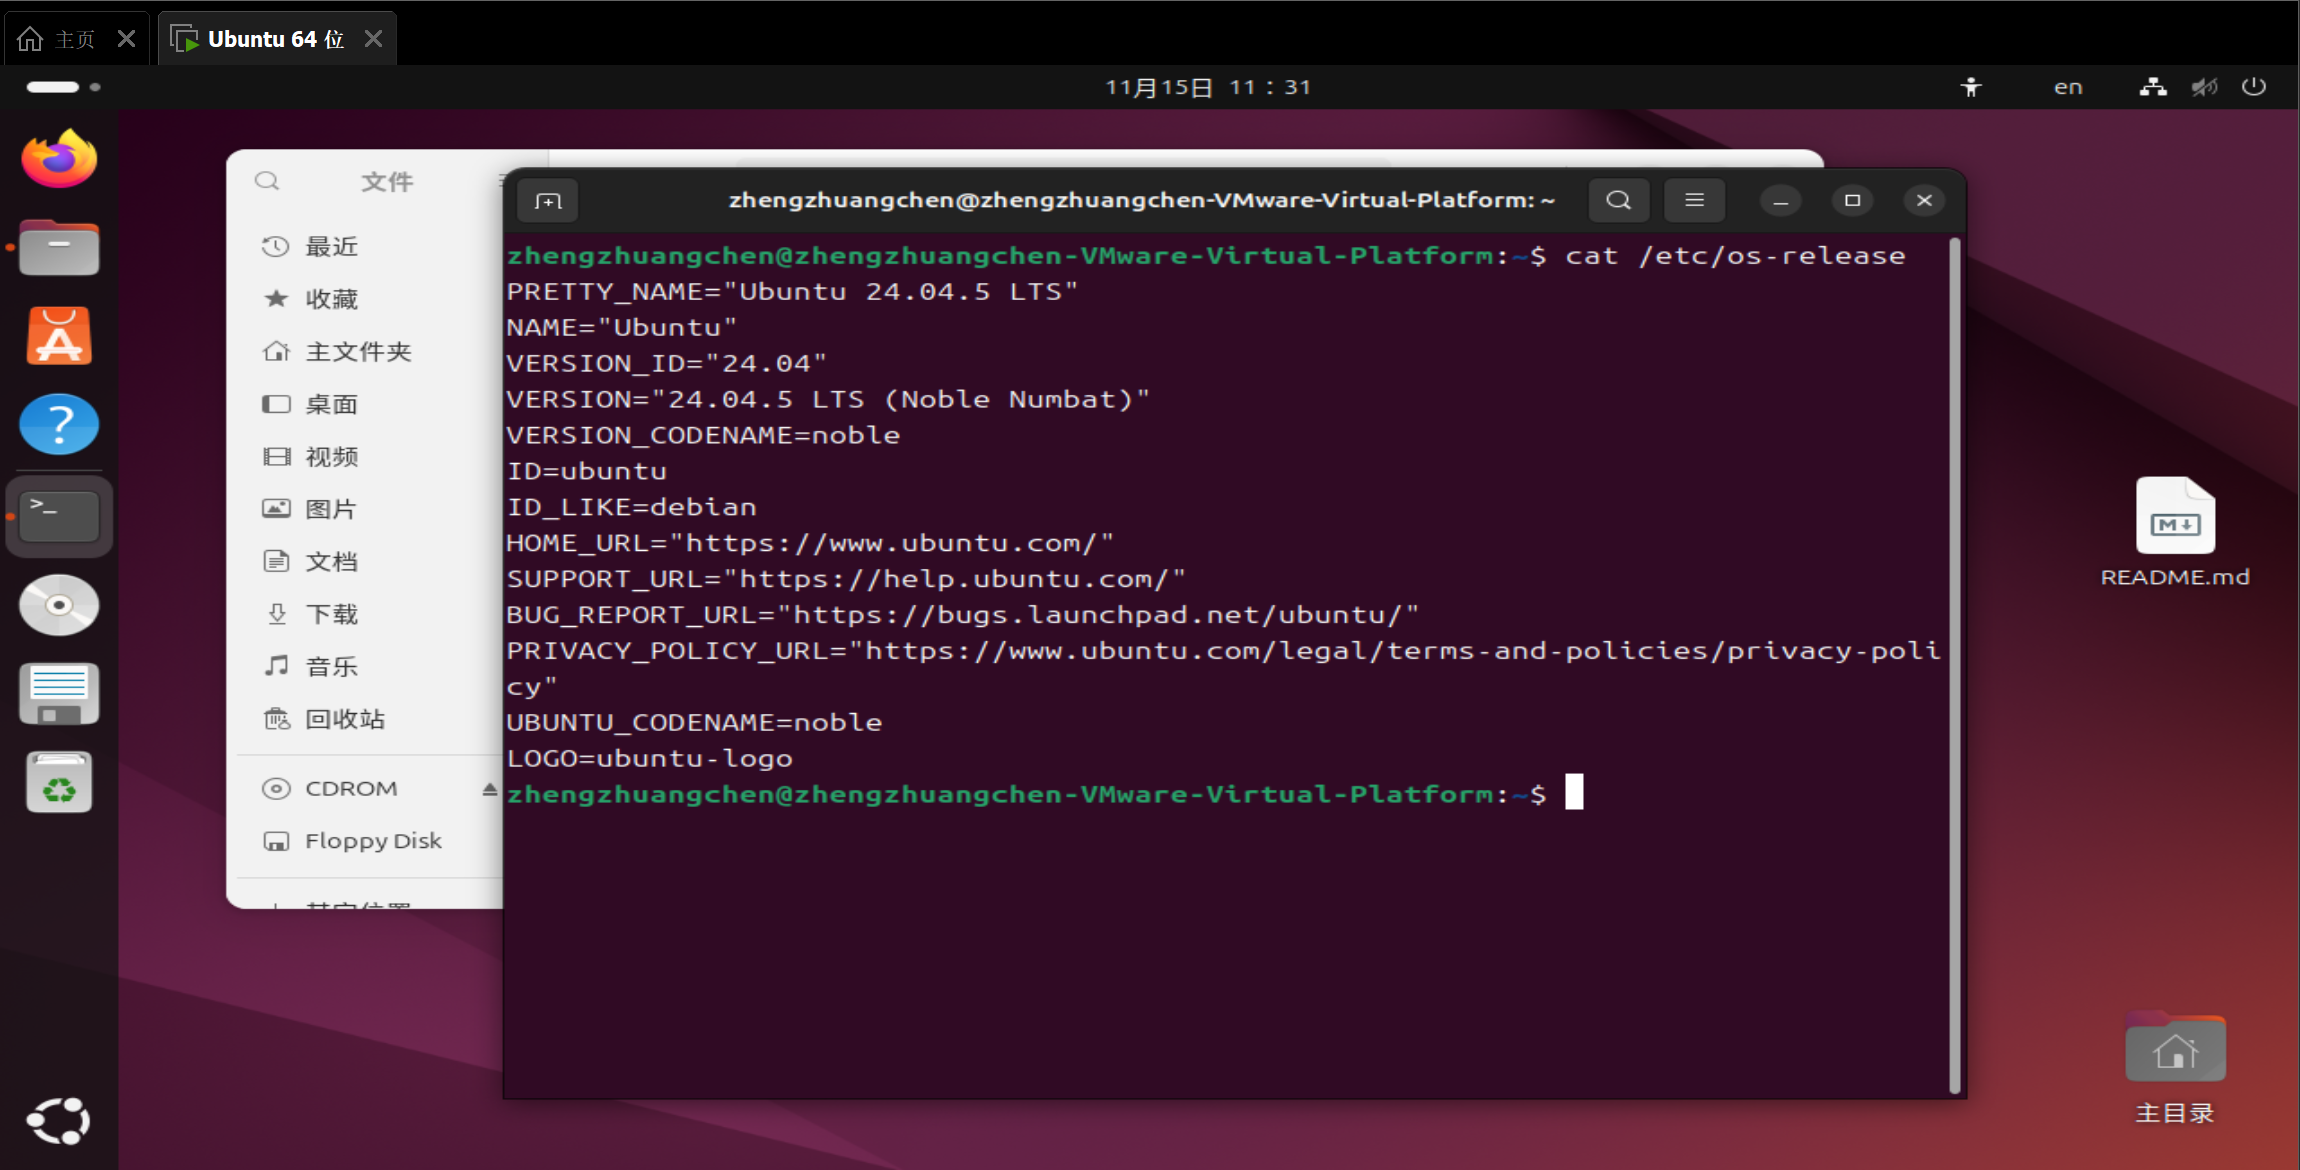 主页
Ubuntu 64 位
11月15日 11：31
en
文件
最近
收藏
主文件夹
桌面
视频
图片
文档
下载
音乐
回收站
CDROM
Floppy Disk
其它位置
zhengzhuangchen@zhengzhuangchen-VMware-Virtual-Platform: ~
zhengzhuangchen@zhengzhuangchen-VMware-Virtual-Platform:~$ cat /etc/os-release
PRETTY_NAME="Ubuntu 24.04.5 LTS"
NAME="Ubuntu"
VERSION_ID="24.04"
VERSION="24.04.5 LTS (Noble Numbat)"
VERSION_CODENAME=noble
ID=ubuntu
ID_LIKE=debian
HOME_URL="https://www.ubuntu.com/"
SUPPORT_URL="https://help.ubuntu.com/"
BUG_REPORT_URL="https://bugs.launchpad.net/ubuntu/"
PRIVACY_POLICY_URL="https://www.ubuntu.com/legal/terms-and-policies/privacy-poli
cy"
UBUNTU_CODENAME=noble
LOGO=ubuntu-logo
zhengzhuangchen@zhengzhuangchen-VMware-Virtual-Platform:~$
README.md
主目录